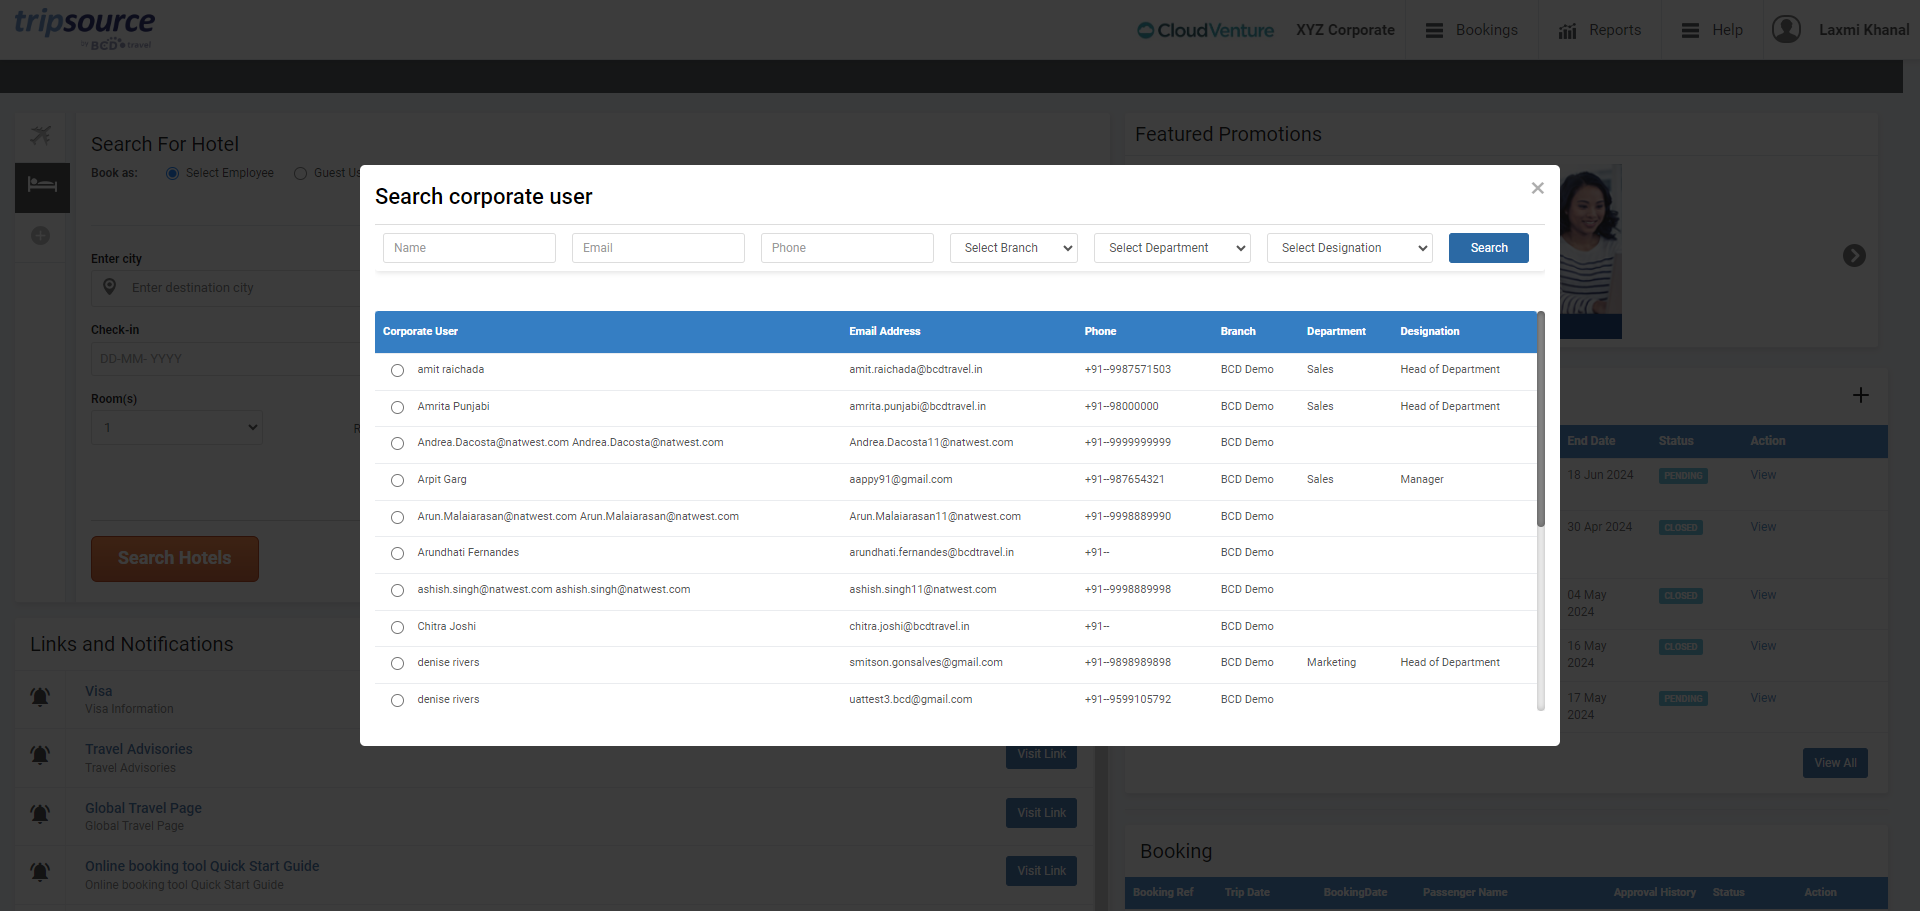 tripsource
by BCD travel
CloudVenture
XYZ Corporate
Bookings
Reports
Help
Laxmi Khanal
Search For Hotel
Book as:
Select Employee
Guest Us
Enter city
Enter destination city
Check-in
DD-MM- YYYY
Room(s)
1
R
Search Hotels
Featured Promotions
Search corporate user
×
Name
Email
Phone
Select Branch
Select Department
Select Designation
Search
Corporate User Email Address Phone Branch Department Designation
amit raichada amit.raichada@bcdtravel.in +91--9987571503 BCD Demo Sales Head of Department
Amrita Punjabi amrita.punjabi@bcdtravel.in +91--98000000 BCD Demo Sales Head of Department
Andrea.Dacosta@natwest.com Andrea.Dacosta@natwest.com Andrea.Dacosta11@natwest.com +91--9999999999 BCD Demo
Arpit Garg aappy91@gmail.com +91--987654321 BCD Demo Sales Manager
Arun.Malaiarasan@natwest.com Arun.Malaiarasan@natwest.com Arun.Malaiarasan11@natwest.com +91--9998889990 BCD Demo
Arundhati Fernandes arundhati.fernandes@bcdtravel.in +91-- BCD Demo
ashish.singh@natwest.com ashish.singh@natwest.com ashish.singh11@natwest.com +91--9998889998 BCD Demo
Chitra Joshi chitra.joshi@bcdtravel.in +91-- BCD Demo
denise rivers smitson.gonsalves@gmail.com +91--9898989898 BCD Demo Marketing Head of Department
denise rivers uattest3.bcd@gmail.com +91--9599105792 BCD Demo
End Date Status Action
18 Jun 2024 PENDING View
30 Apr 2024 CLOSED View
04 May
2024
CLOSED View
16 May
2024
CLOSED View
17 May
2024
PENDING View
View All
Links and Notifications
Visa
Visa Information
Travel Advisories
Travel Advisories
Visit Link
Global Travel Page
Global Travel Page
Visit Link
Online booking tool Quick Start Guide
Online booking tool Quick Start Guide
Visit Link
Booking
Booking Ref Trip Date BookingDate Passenger Name Approval History Status Action